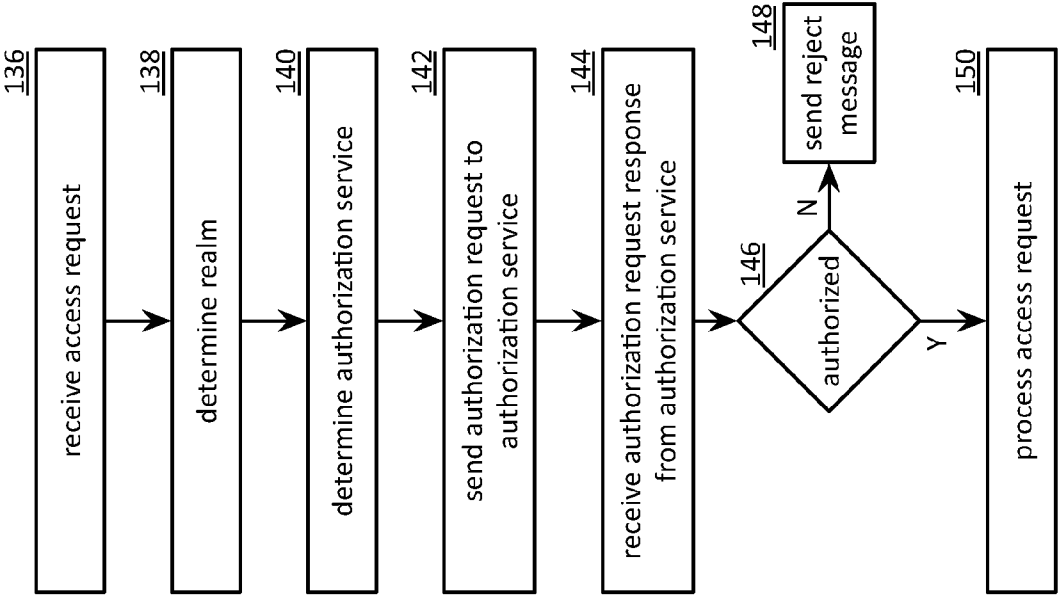 136
receive access request
138
determine realm
140
determine authorization service
142
send authorization request to
authorization service
144
receive authorization request response
from authorization service
146
authorized
N
148
send reject
message
Y
150
process access request